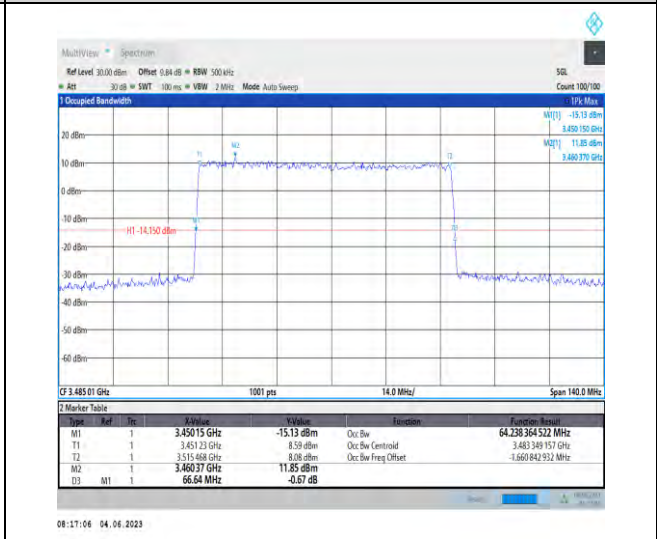 MultiView Spectrum
Ref Level 30.00 dBm Offset 9.84 dB RBW 500 kHz SGL
Att 30 dB SWT 100 ms VBW 2 MHz Mode Auto Sweep Count 100/100
1 Occupied Bandwidth 1Pk Max
M1[1] -15.13 dBm
3.450 150 GHz
M2[1] 11.85 dBm
3.460 370 GHz
20 dBm
M2
T1 T2
10 dBm
0 dBm
-10 dBm
M1
H1 -14.150 dBm
D3
-20 dBm
-30 dBm
-40 dBm
-50 dBm
-60 dBm
CF 3.485 01 GHz 1001 pts 14.0 MHz/ Span 140.0 MHz
2 Marker Table
Type Ref Trc X-Value Y-Value Function Function Result
M1 1 3.45015 GHz -15.13 dBm Occ Bw 64.238 364 522 MHz
T1 1 3.45123 GHz 8.59 dBm Occ Bw Centroid 3.483 349 157 GHz
T2 1 3.515 468 GHz 8.08 dBm Occ Bw Freq Offset -1.660 842 932 MHz
M2 1 3.46037 GHz 11.85 dBm
D3 M1 1 66.64 MHz -0.67 dB
08:17:06 04.06.2023